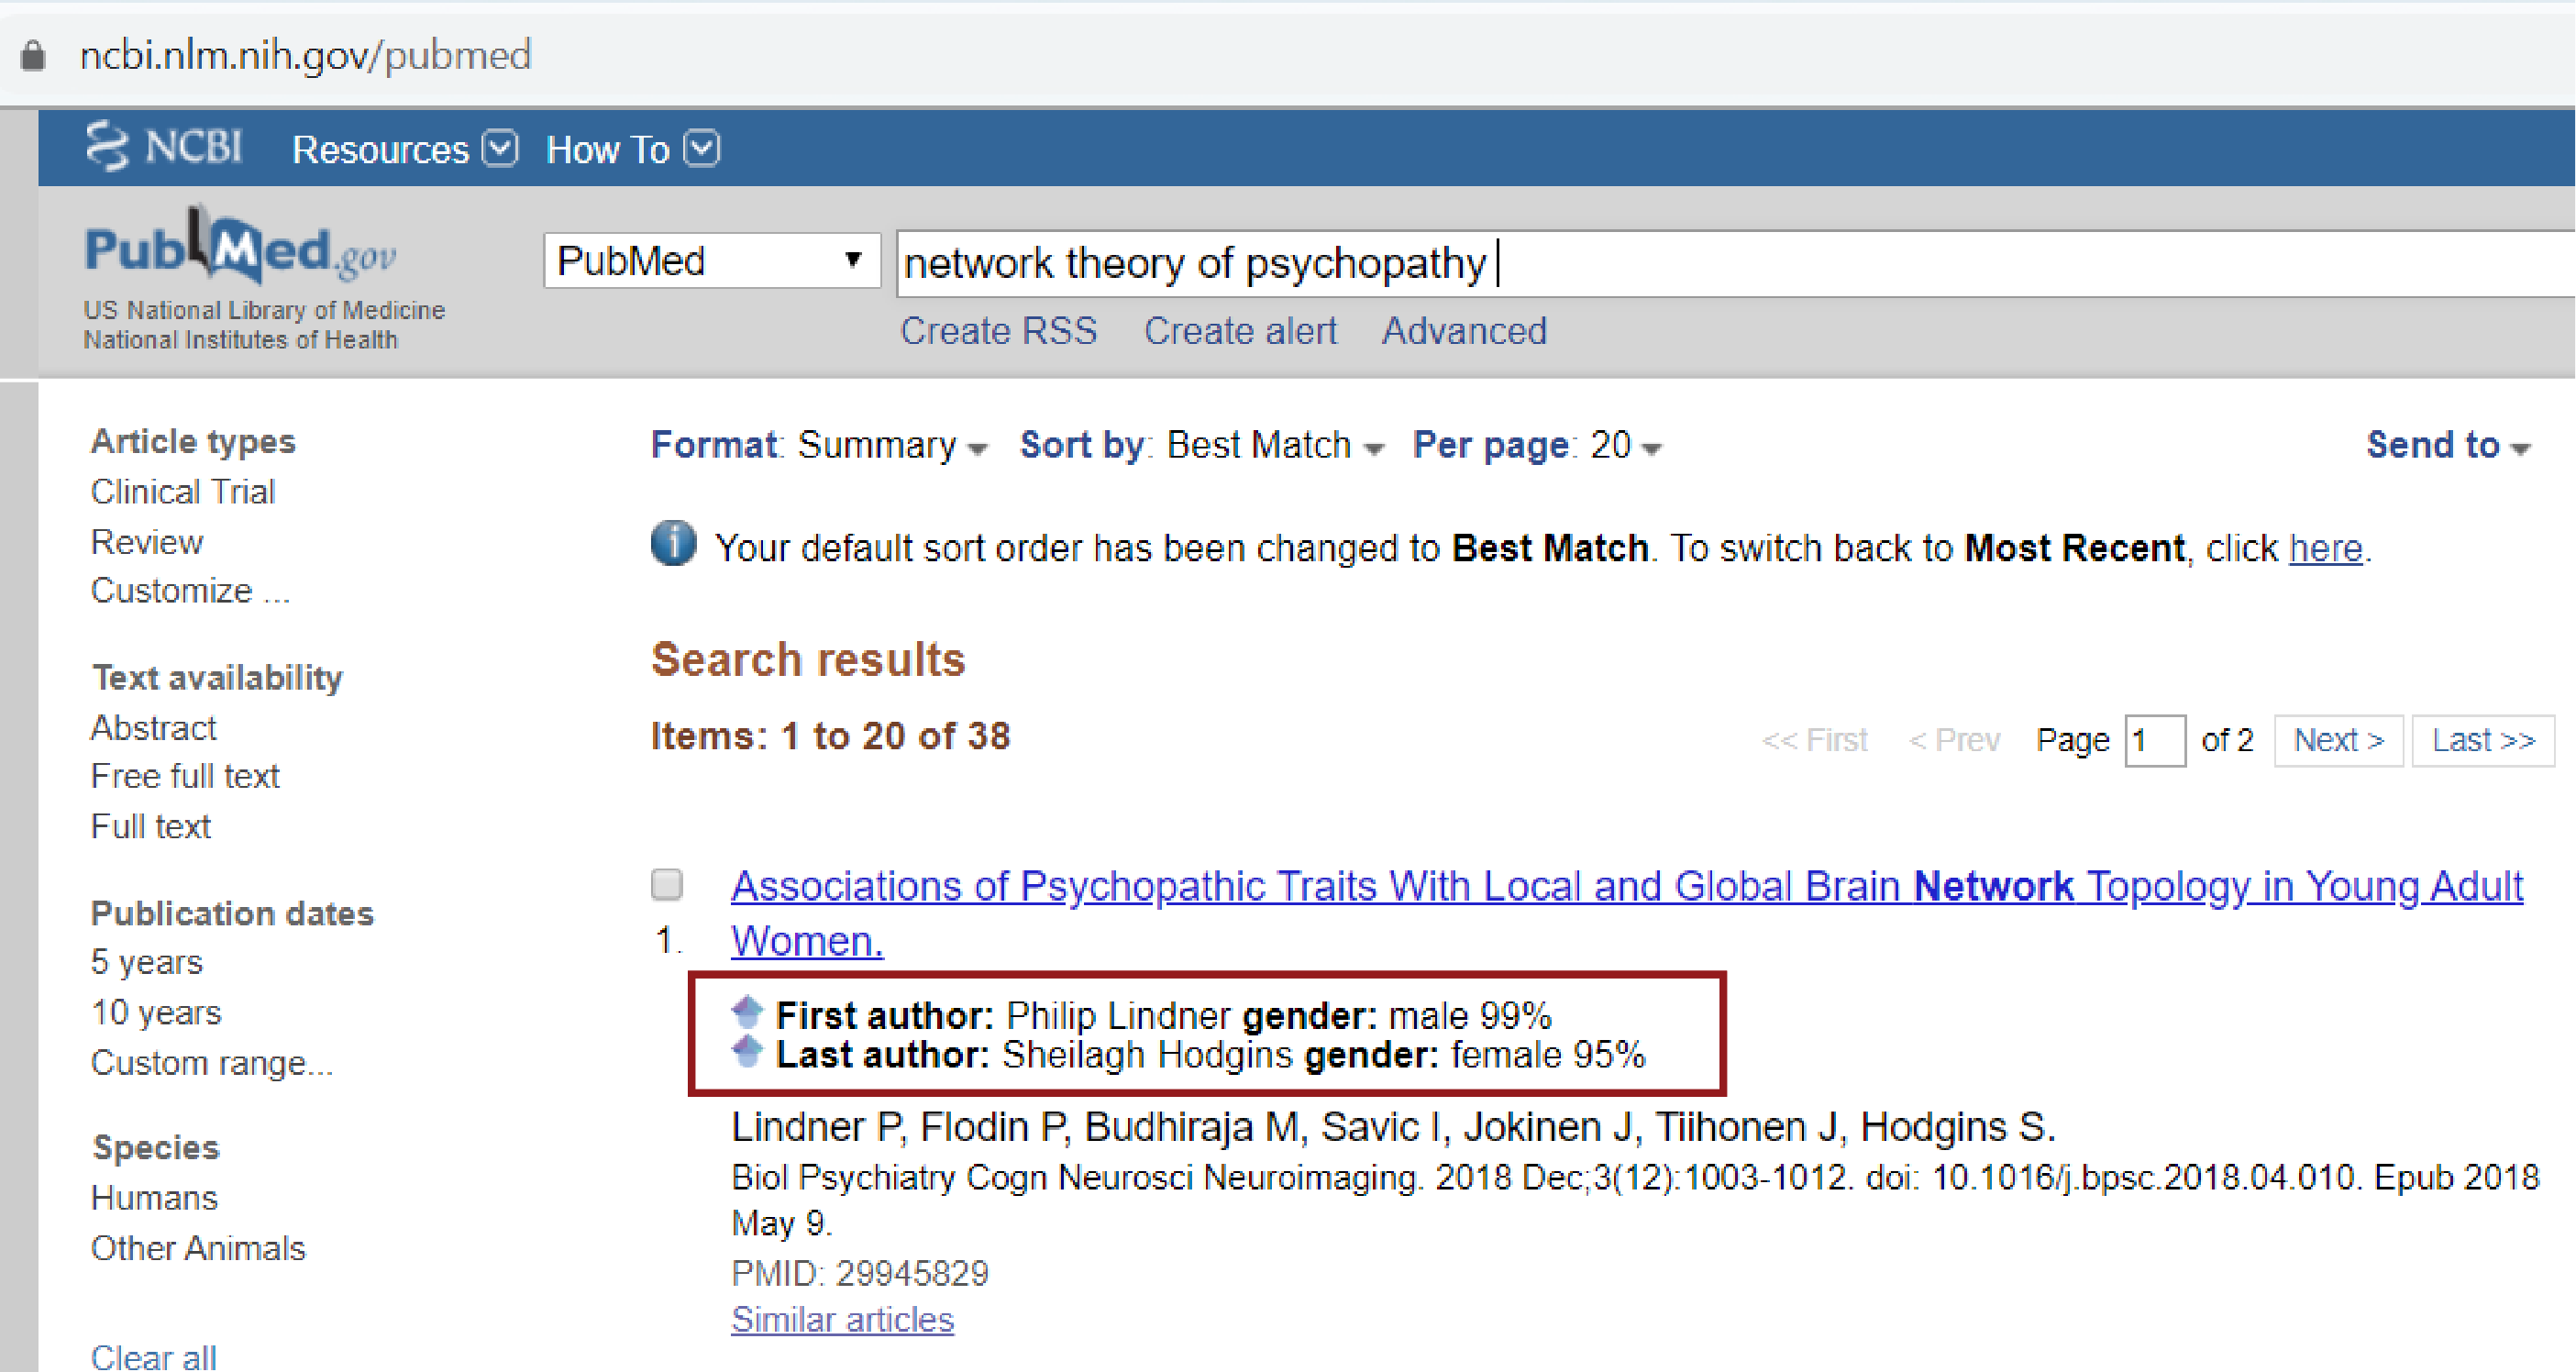 ncbi.nlm.nih.gov/pubmed
NCBI Resources How To
PubMed.gov
US National Library of Medicine
National Institutes of Health
PubMed
network theory of psychopathy
Create RSS Create alert Advanced
Article types
Clinical Trial
Review
Customize ...
Text availability
Abstract
Free full text
Full text
Publication dates
5 years
10 years
Custom range...
Species
Humans
Other Animals
Clear all
Format: Summary Sort by: Best Match Per page: 20 Send to
Your default sort order has been changed to Best Match. To switch back to Most Recent, click here.
Search results
Items: 1 to 20 of 38
<< First < Prev Page 1 of 2 Next > Last >>
Associations of Psychopathic Traits With Local and Global Brain Network Topology in Young Adult
1. Women.
First author: Philip Lindner gender: male 99%
Last author: Sheilagh Hodgins gender: female 95%
Lindner P, Flodin P, Budhiraja M, Savic I, Jokinen J, Tiihonen J, Hodgins S.
Biol Psychiatry Cogn Neurosci Neuroimaging. 2018 Dec;3(12):1003-1012. doi: 10.1016/j.bpsc.2018.04.010. Epub 2018
May 9.
PMID: 29945829
Similar articles